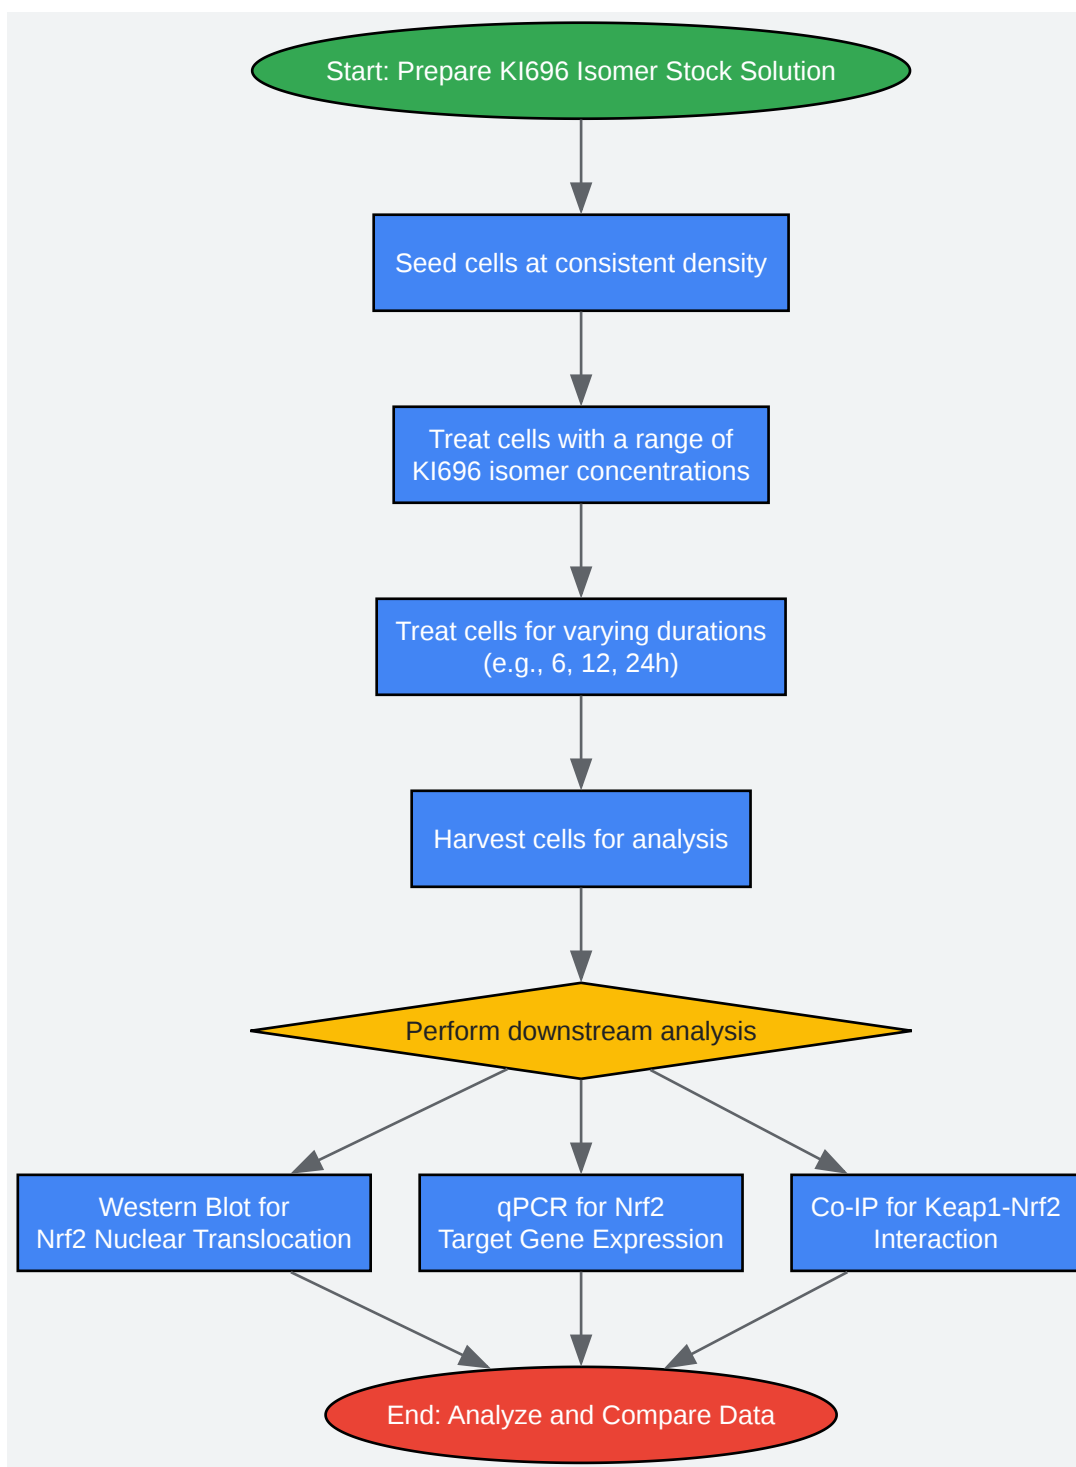 Start: Prepare KI696 Isomer Stock Solution
Seed cells at consistent density
Treat cells with a range of
KI696 isomer concentrations
Treat cells for varying durations
(e.g., 6, 12, 24h)
Harvest cells for analysis
Perform downstream analysis
Western Blot for
Nrf2 Nuclear Translocation
qPCR for Nrf2
Target Gene Expression
Co-IP for Keap1-Nrf2
Interaction
End: Analyze and Compare Data